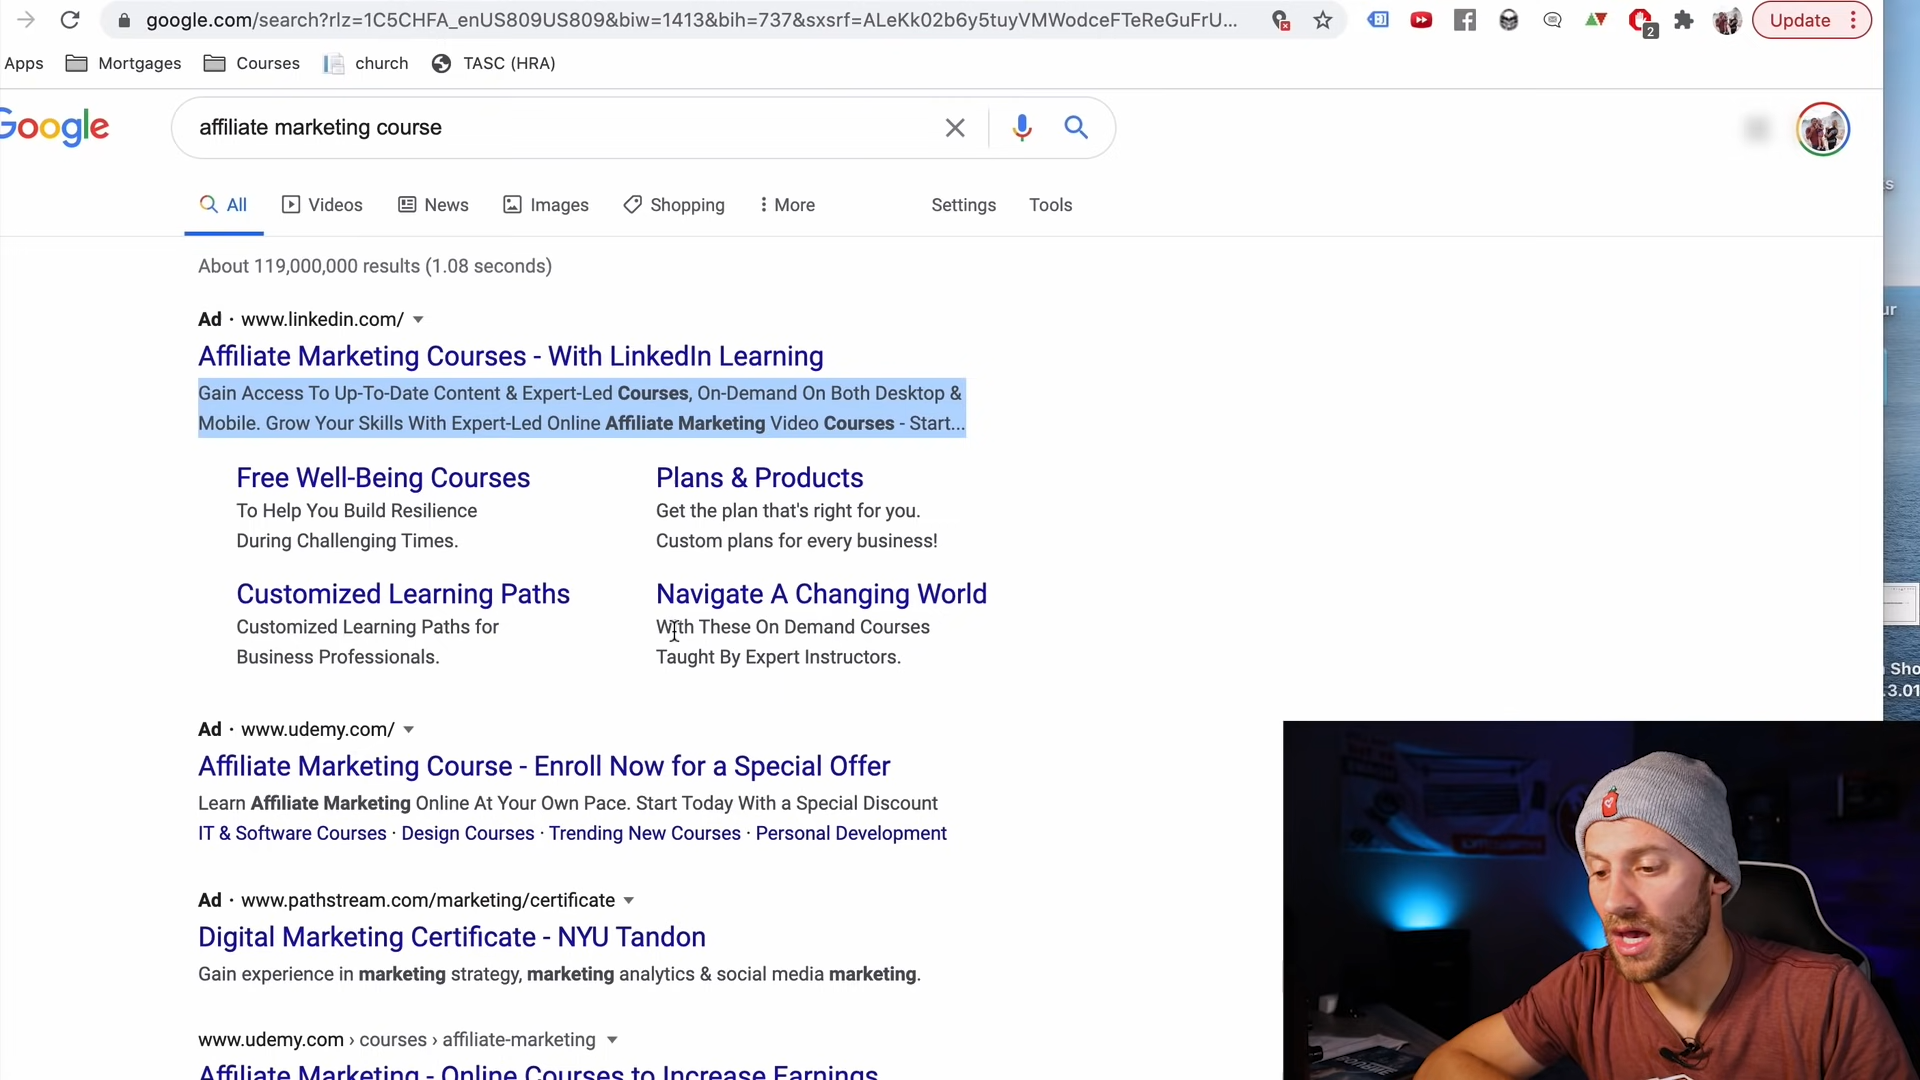 google.com/search?rlz=1C5CHFA_enUS809US809&biw=1413&bih=737&sxsrf=ALeKk02b6y5tuyVMWodceFTeReGuFrU...
2
Update
Apps
Mortgages
Courses
church
TASC (HRA)
Google
affiliate marketing course
All
Videos
News
Images
Shopping
More
Settings
Tools
About 119,000,000 results (1.08 seconds)
Ad · www.linkedin.com/
Affiliate Marketing Courses - With LinkedIn Learning
Gain Access To Up-To-Date Content & Expert-Led Courses, On-Demand On Both Desktop &
Mobile. Grow Your Skills With Expert-Led Online Affiliate Marketing Video Courses - Start...
Free Well-Being Courses
To Help You Build Resilience
During Challenging Times.
Plans & Products
Get the plan that's right for you.
Custom plans for every business!
Customized Learning Paths
Customized Learning Paths for
Business Professionals.
Navigate A Changing World
With These On Demand Courses
Taught By Expert Instructors.
Sho
3.01
Ad · www.udemy.com/
Affiliate Marketing Course - Enroll Now for a Special Offer
Learn Affiliate Marketing Online At Your Own Pace. Start Today With a Special Discount
IT & Software Courses · Design Courses · Trending New Courses · Personal Development
Ad · www.pathstream.com/marketing/certificate
Digital Marketing Certificate - NYU Tandon
Gain experience in marketing strategy, marketing analytics & social media marketing.
www.udemy.com › courses › affiliate-marketing
Affiliate Marketing - Online Courses to Increase Earnings